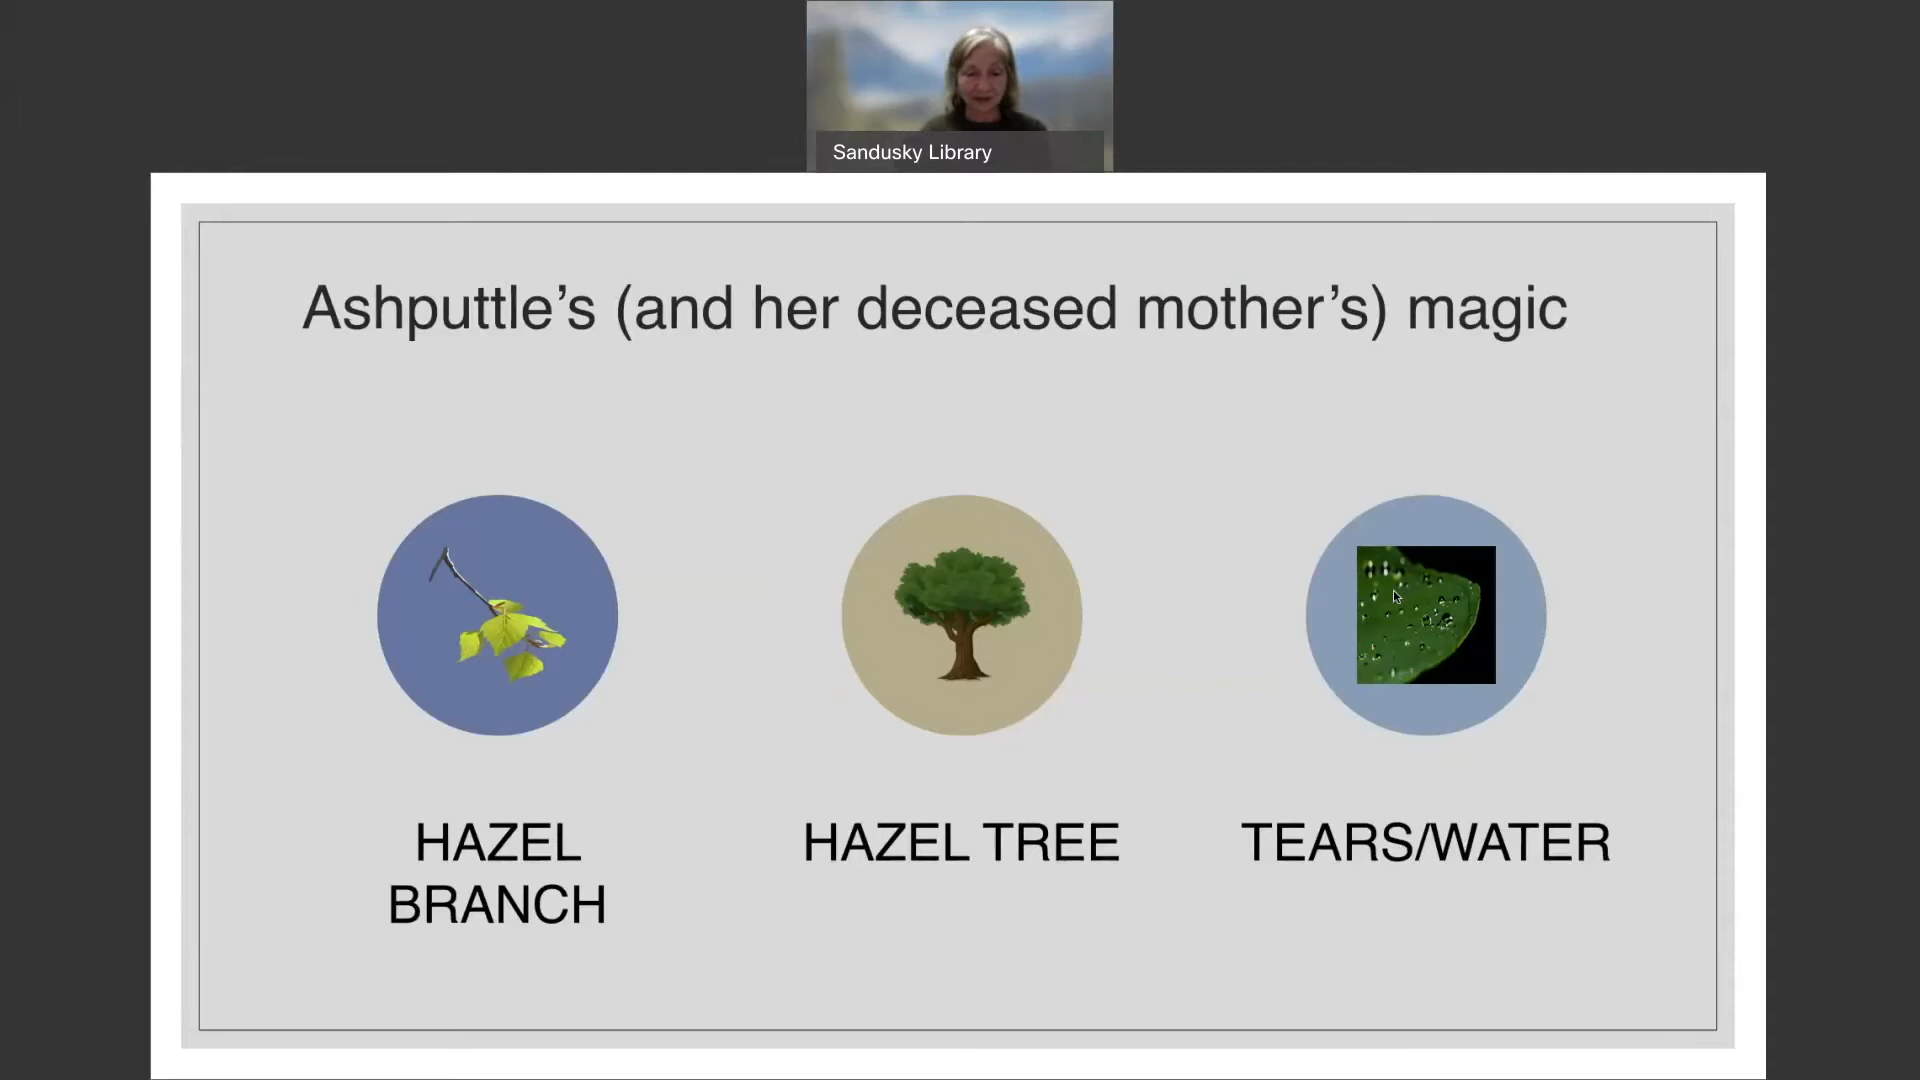 Sandusky Library
Ashputtle’s (and her deceased mother’s) magic
HAZEL
BRANCH
HAZEL TREE
TEARS/WATER